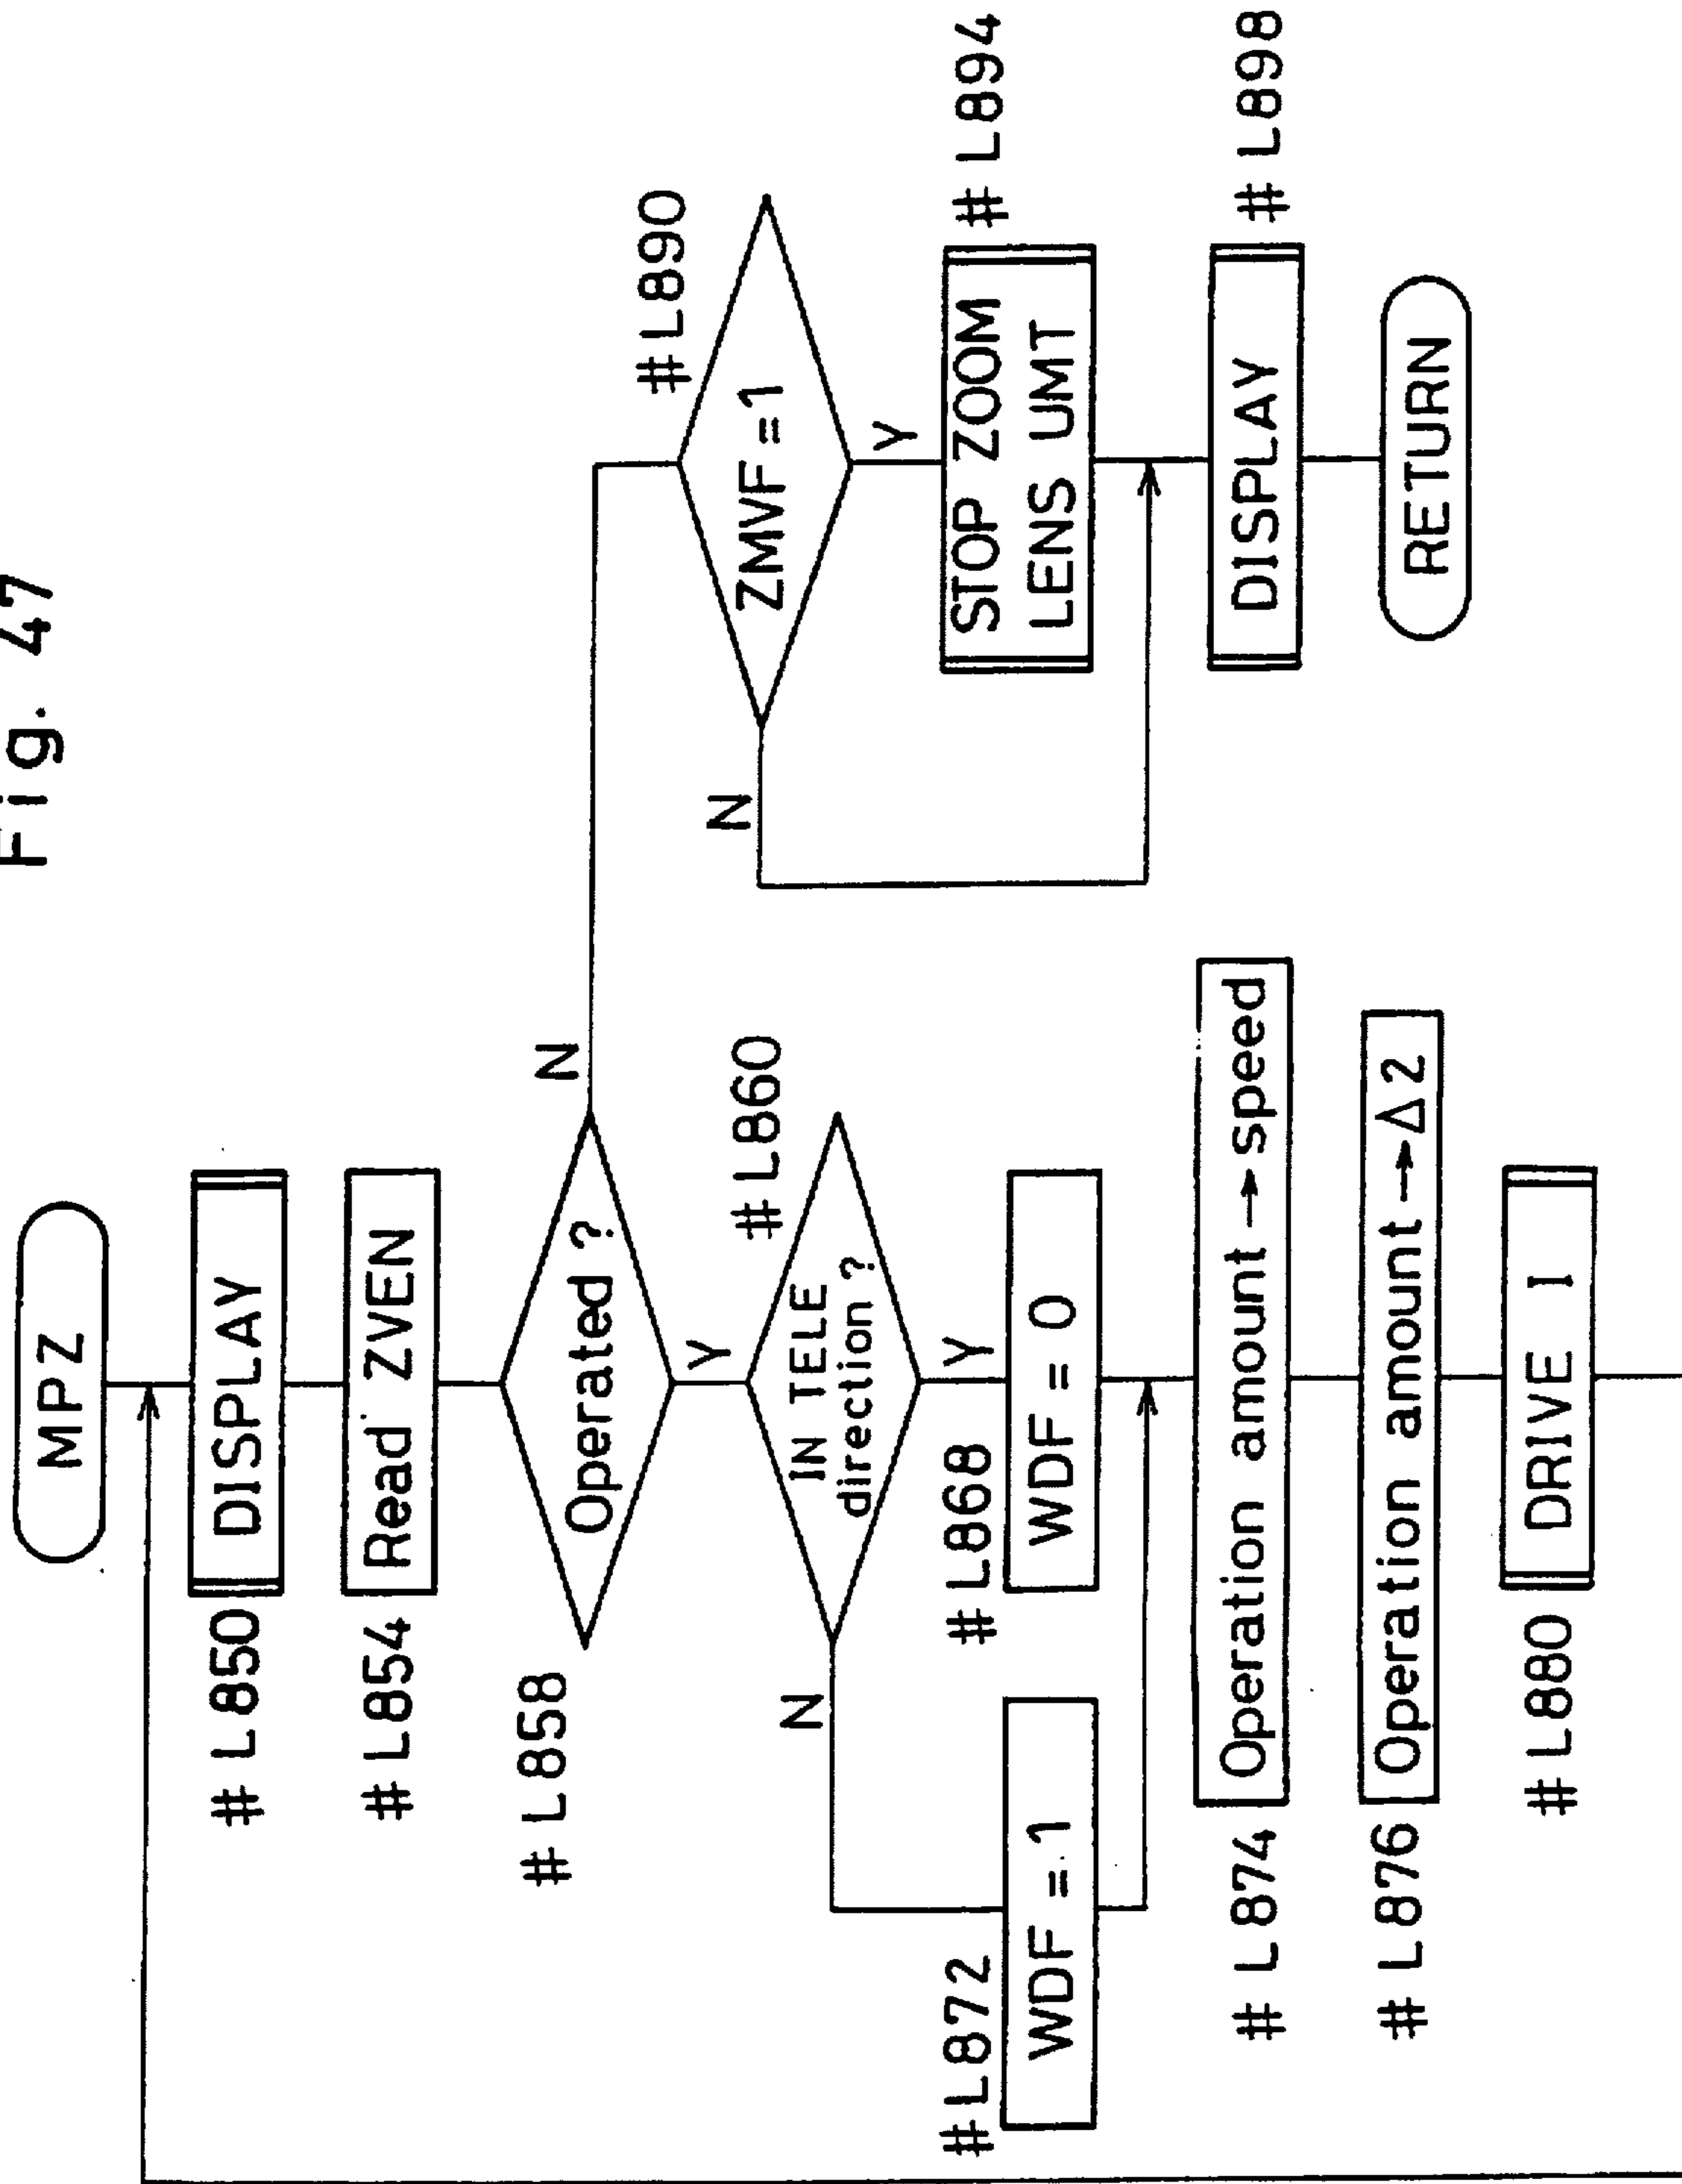 Fig. 47
MPZ
#L850
DISPLAY
#L854
Read ZVEN
#L858
Operated ?
N
Y
#L860
IN TELE
direction ?
N
Y
#L868
WDF = 0
#L872
WDF = 1
#L874
Operation amount→speed
#L876
Operation amount→Δ2
#L880
DRIVE I
#L890
ZMVF = 1
N
Y
STOP ZOOM
LENS UMT
#L894
DISPLAY
#L898
RETURN